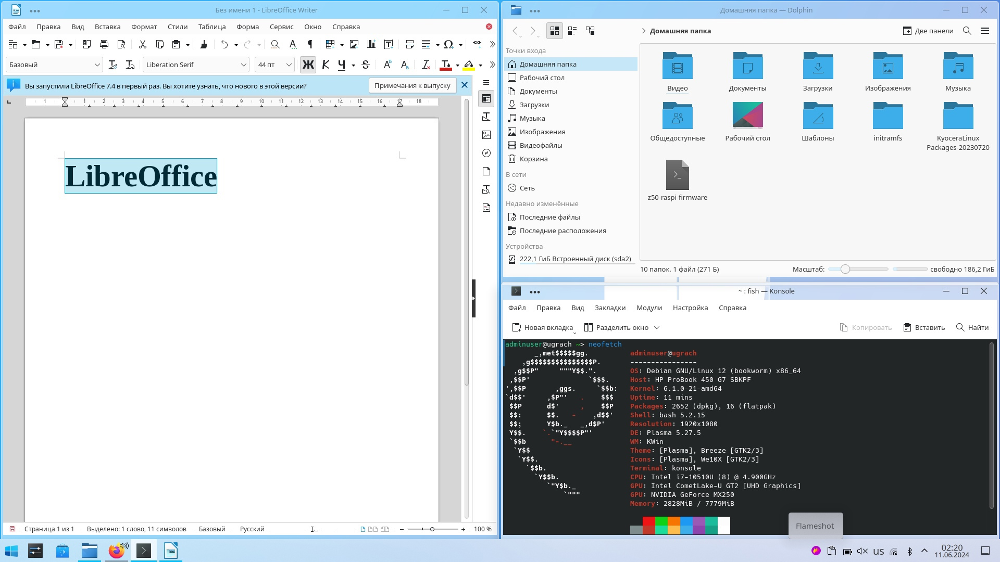 Без имени 1 - LibreOffice Writer
Файл Правка Вид Вставка Формат Стили Таблица Форма Сервис Окно Справка
Базовый
Liberation Serif
44 пт
Ж К Ч S
Вы запустили LibreOffice 7.4 в первый раз. Вы хотите узнать, что нового в этой версии?
Примечания к выпуску
1 1 2 3 4 5 6 7 8 9 10 11 12 13 14 15 16 17 18
LibreOffice
Страница 1 из 1
Выделено: 1 слово, 11 символов
Базовый
Русский
100 %
Домашняя папка — Dolphin
Домашняя папка
Две панели
Точки входа
Домашняя папка
Рабочий стол
Документы
Загрузки
Музыка
Изображения
Видеофайлы
Корзина
В сети
Сеть
Недавно изменённые
Последние файлы
Последние расположения
Устройства
222,1 ГиБ Встроенный диск (sda2)
Видео
Документы
Загрузки
Изображения
Музыка
Общедоступные
Рабочий стол
Шаблоны
initramfs
KyoceraLinux
Packages-20230720
z50-raspi-firmware
10 папок. 1 файл (271 Б)
Масштаб:
свободно 186,2 ГиБ
~ : fish — Konsole
Файл Правка Вид Закладки Модули Настройка Справка
Новая вкладка
Разделить окно
Копировать
Вставить
Найти
adminuser@ugrach ~> neofetch
       _,met$$$$$gg.
    ,g$$$$$$$$$$$$$$$P.
  ,g$$P"     """Y$$.".
 ,$$P'              `$$$.
',$$P       ,ggs.     `$$b:
`d$$'     ,$P"'   .    $$$
 $$P      d$'     ,    $$P
 $$:      $$.   -    ,d$$'
 $$;      Y$b._   _,d$P'
 Y$$.    `.`"Y$$$$P"'
 `$$b      "-.__
  `Y$$
   `Y$$.
     `$$b.
       `Y$$b.
          `"Y$b._
              `"""
adminuser@ugrach
----------------
OS: Debian GNU/Linux 12 (bookworm) x86_64
Host: HP ProBook 450 G7 SBKPF
Kernel: 6.1.0-21-amd64
Uptime: 11 mins
Packages: 2652 (dpkg), 16 (flatpak)
Shell: bash 5.2.15
Resolution: 1920x1080
DE: Plasma 5.27.5
WM: KWin
Theme: [Plasma], Breeze [GTK2/3]
Icons: [Plasma], We10X [GTK2/3]
Terminal: konsole
CPU: Intel i7-10510U (8) @ 4.900GHz
GPU: Intel CometLake-U GT2 [UHD Graphics]
GPU: NVIDIA GeForce MX250
Memory: 2828MiB / 7779MiB
Flameshot
us
02:20
11.06.2024